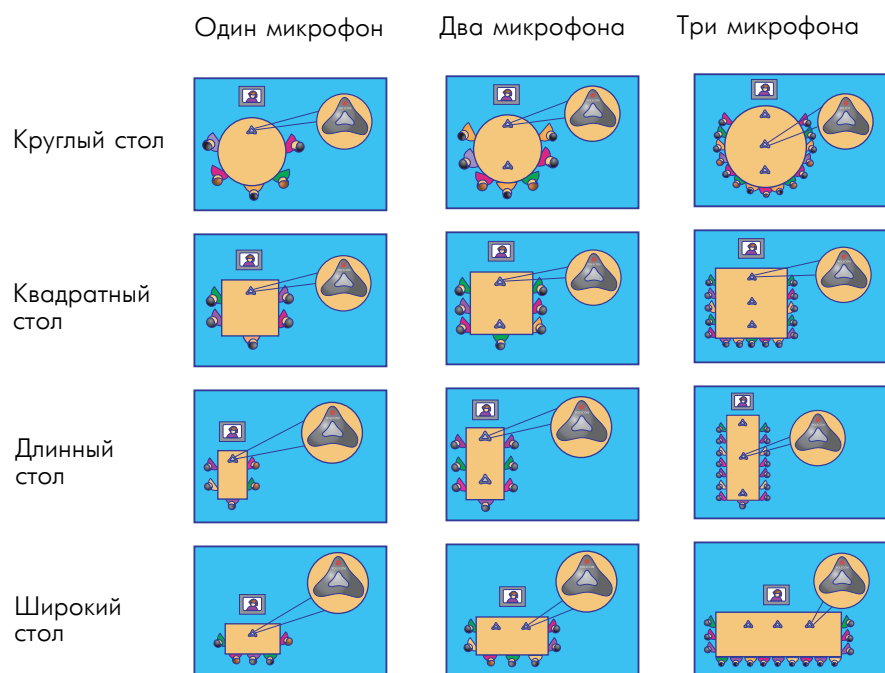 Один микрофон
Два микрофона
Три микрофона
Круглый стол
Квадратный
стол
Длинный
стол
Широкий
стол